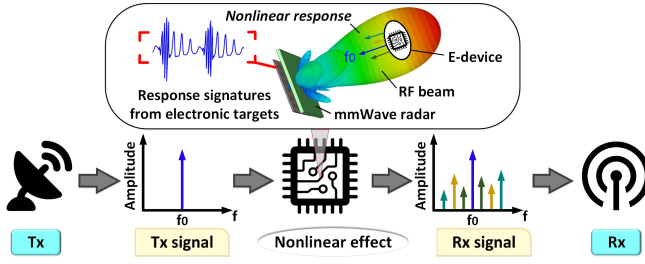 Nonlinear response
f0
E-device
RF beam
Response signatures
from electronic targets
mmWave radar
Amplitude
f0
f
Amplitude
f0
f
Tx
Tx signal
Nonlinear effect
Rx signal
Rx